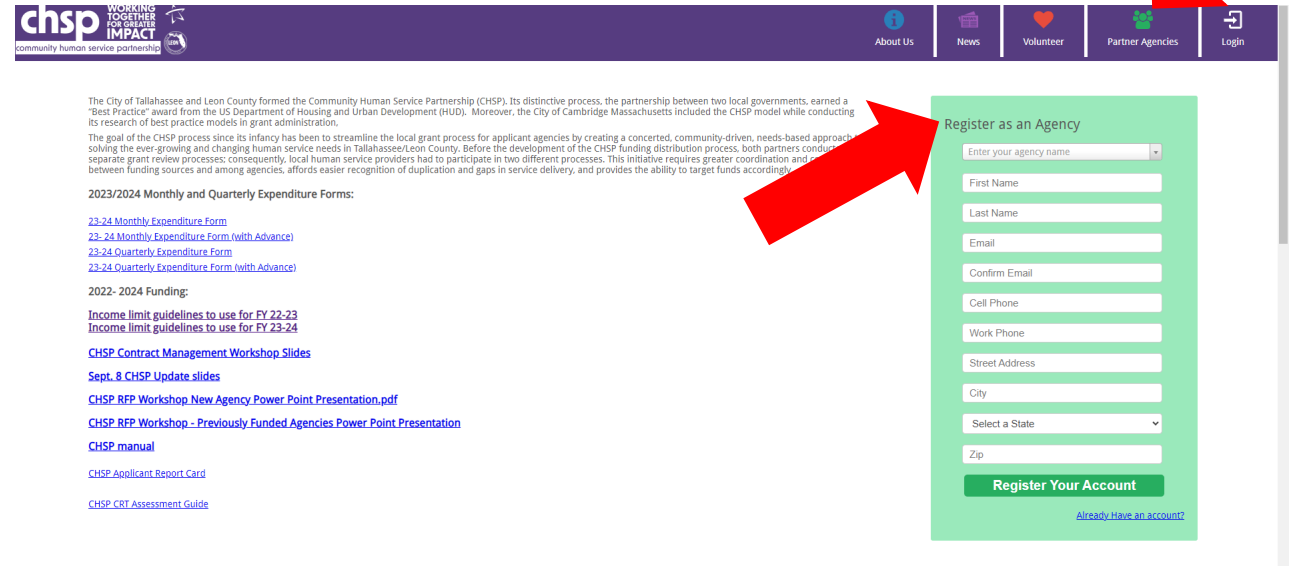 chsp WORKING TOGETHER FOR GREATER IMPACT
community human service partnership
LEON
About Us
News
Volunteer
Partner Agencies
Login
The City of Tallahassee and Leon County formed the Community Human Service Partnership (CHSP). Its distinctive process, the partnership between two local governments, earned a
"Best Practice" award from the US Department of Housing and Urban Development (HUD). Moreover, the City of Cambridge Massachusetts included the CHSP model while conducting
its research of best practice models in grant administration.
The goal of the CHSP process since its infancy has been to streamline the local grant process for applicant agencies by creating a concerted, community-driven, needs-based approach
solving the ever-growing and changing human service needs in Tallahassee/Leon County. Before the development of the CHSP funding distribution process, both partners
separate grant review processes; consequently, local human service providers had to participate in two different processes. This initiative requires greater coordination and
between funding sources and among agencies, affords easier recognition of duplication and gaps in service delivery, and provides the ability to target funds accordingly.
2023/2024 Monthly and Quarterly Expenditure Forms:
23-24 Monthly Expenditure Form
23- 24 Monthly Expenditure Form (with Advance)
23-24 Quarterly Expenditure Form
23-24 Quarterly Expenditure Form (with Advance)
2022- 2024 Funding:
Income limit guidelines to use for FY 22-23
Income limit guidelines to use for FY 23-24
CHSP Contract Management Workshop Slides
Sept. 8 CHSP Update slides
CHSP RFP Workshop New Agency Power Point Presentation.pdf
CHSP RFP Workshop - Previously Funded Agencies Power Point Presentation
CHSP manual
CHSP Applicant Report Card
CHSP CRT Assessment Guide
Register as an Agency
Enter your agency name
First Name
Last Name
Email
Confirm Email
Cell Phone
Work Phone
Street Address
City
Select a State
Zip
Register Your Account
Already Have an account?